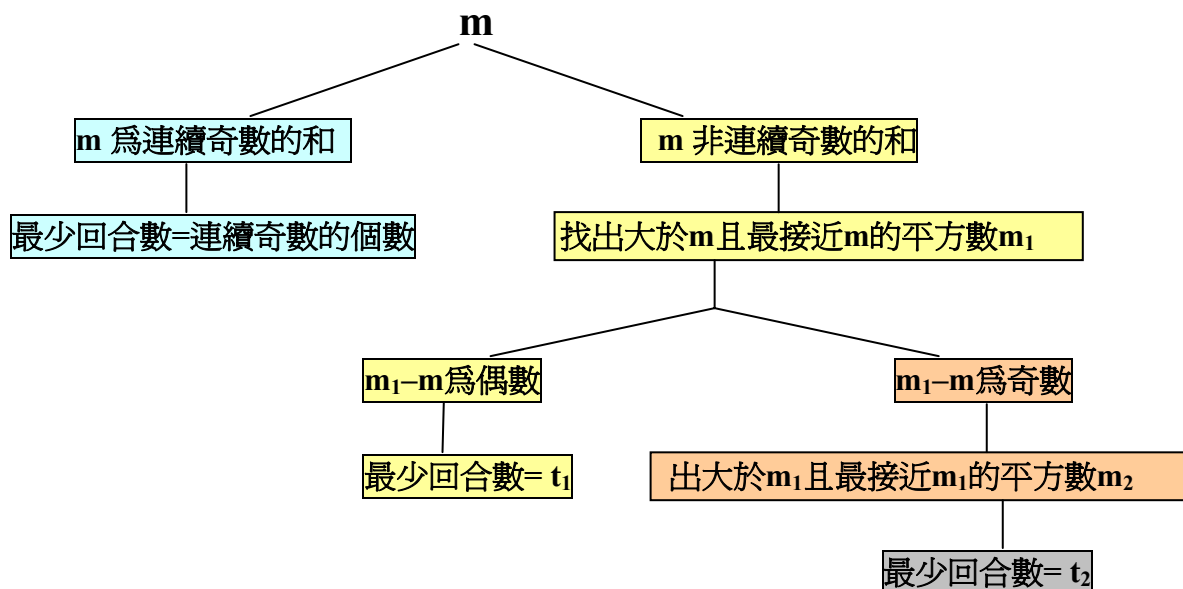 m
m 為連續奇數的和
m 非連續奇數的和
最少回合數=連續奇數的個數
找出大於m且最接近m的平方數m₁
m₁–m為偶數
m₁–m為奇數
最少回合數= t₁
出大於m₁且最接近m₁的平方數m₂
最少回合數= t₂